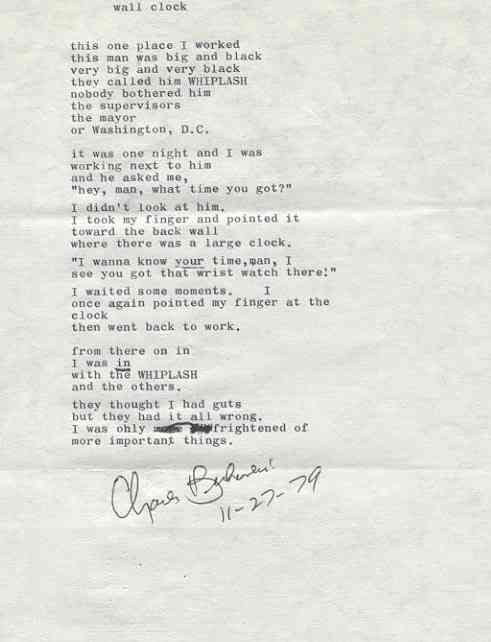 wall clock
this one place I worked
this man was big and black
very big and very black
they called him WHIPLASH
nobody bothered him
the supervisors
the mayor
or Washington, D.C.
it was one night and I was
working next to him
and he asked me,
"hey, man, what time you got?"
I didn't look at him.
I took my finger and pointed it
toward the back wall
where there was a large clock.
"I wanna know your time,man, I
see you got that wrist watch there!"
I waited some moments. I
once again pointed my finger at the
clock
then went back to work.
from there on in
I was in
with the WHIPLASH
and the others.
they thought I had guts
but they had it all wrong.
I was only frightened of
more important things.
Charles Bukowski
11-27-79